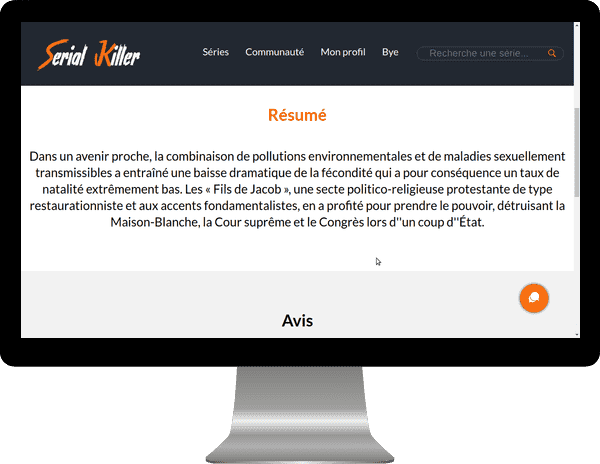 Serial Killer
Séries Communauté Mon profil Bye Recherche une série...
Résumé
Dans un avenir proche, la combinaison de pollutions environnementales et de maladies sexuellement
transmissibles a entraîné une baisse dramatique de la fécondité qui a pour conséquence un taux de
natalité extrêmement bas. Les « Fils de Jacob », une secte politico-religieuse protestante de type
restaurationniste et aux accents fondamentalistes, en a profité pour prendre le pouvoir, détruisant la
Maison-Blanche, la Cour suprême et le Congrès lors d''un coup d''État.
Avis